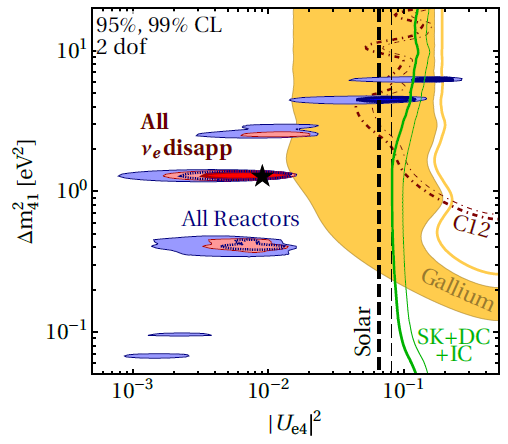 95%, 99% CL
2 dof
All
νe disapp
All Reactors
C12
Gallium
Solar
SK+DC
+IC
Δm²₄₁ [eV²]
10¹
10⁰
10⁻¹
10⁻³
10⁻²
10⁻¹
|Ue4|²